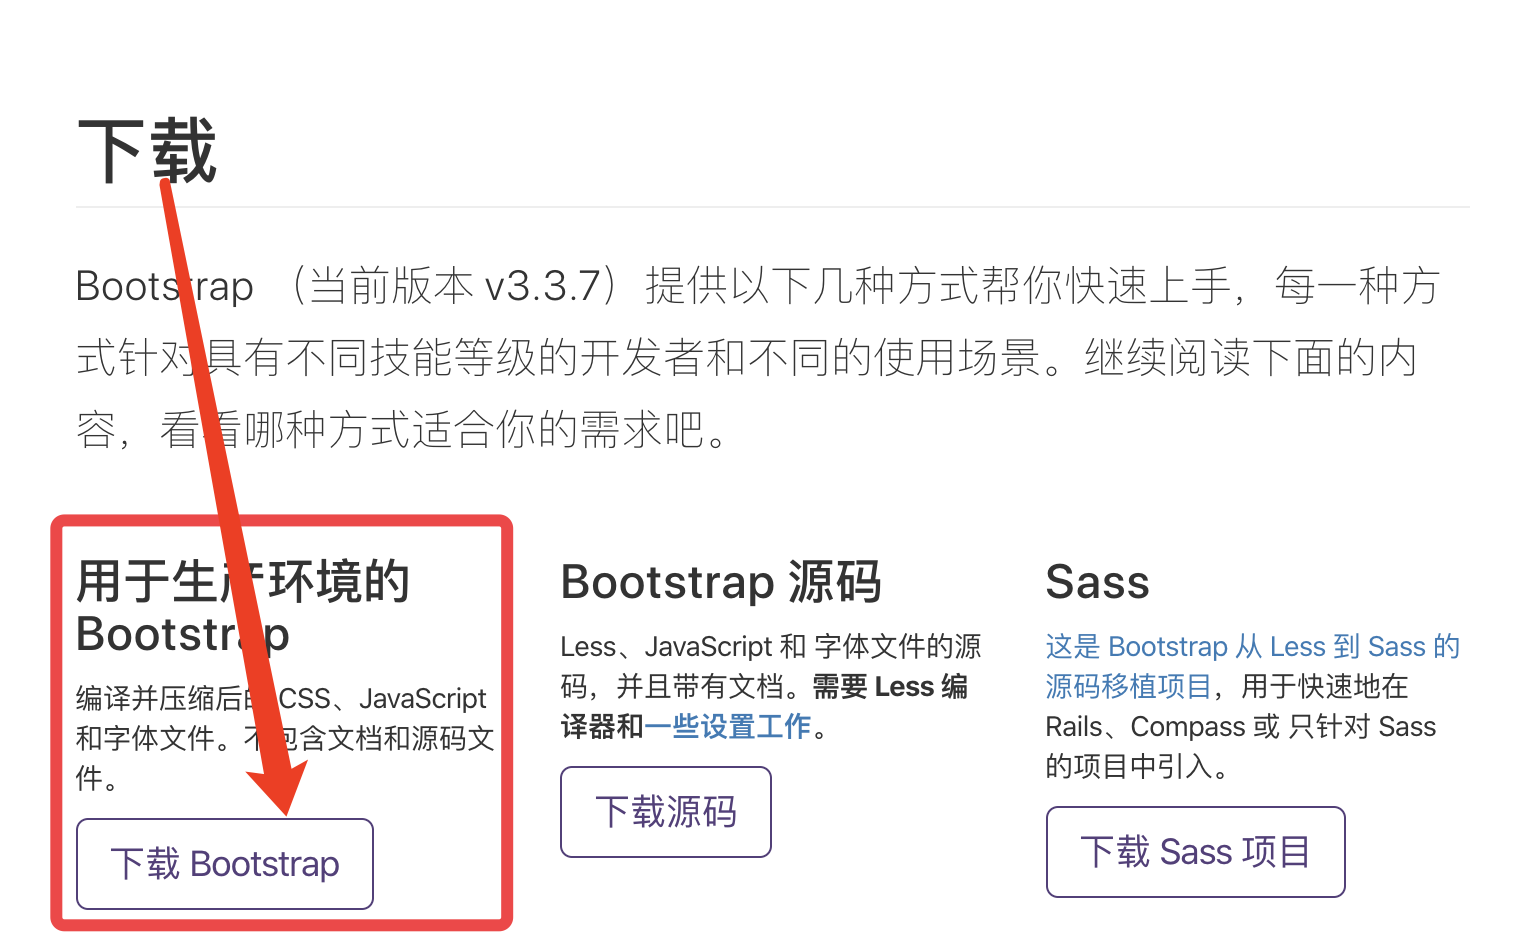 下载
Bootstrap （当前版本 v3.3.7）提供以下几种方式帮你快速上手，每一种方
式针对具有不同技能等级的开发者和不同的使用场景。继续阅读下面的内
容，看看哪种方式适合你的需求吧。
用于生产环境的
Bootstrap
编译并压缩后的 CSS、JavaScript
和字体文件。不包含文档和源码文
件。
下载 Bootstrap
Bootstrap 源码
Less、JavaScript 和 字体文件的源
码，并且带有文档。需要 Less 编
译器和一些设置工作。
下载源码
Sass
这是 Bootstrap 从 Less 到 Sass 的
源码移植项目，用于快速地在
Rails、Compass 或 只针对 Sass
的项目中引入。
下载 Sass 项目